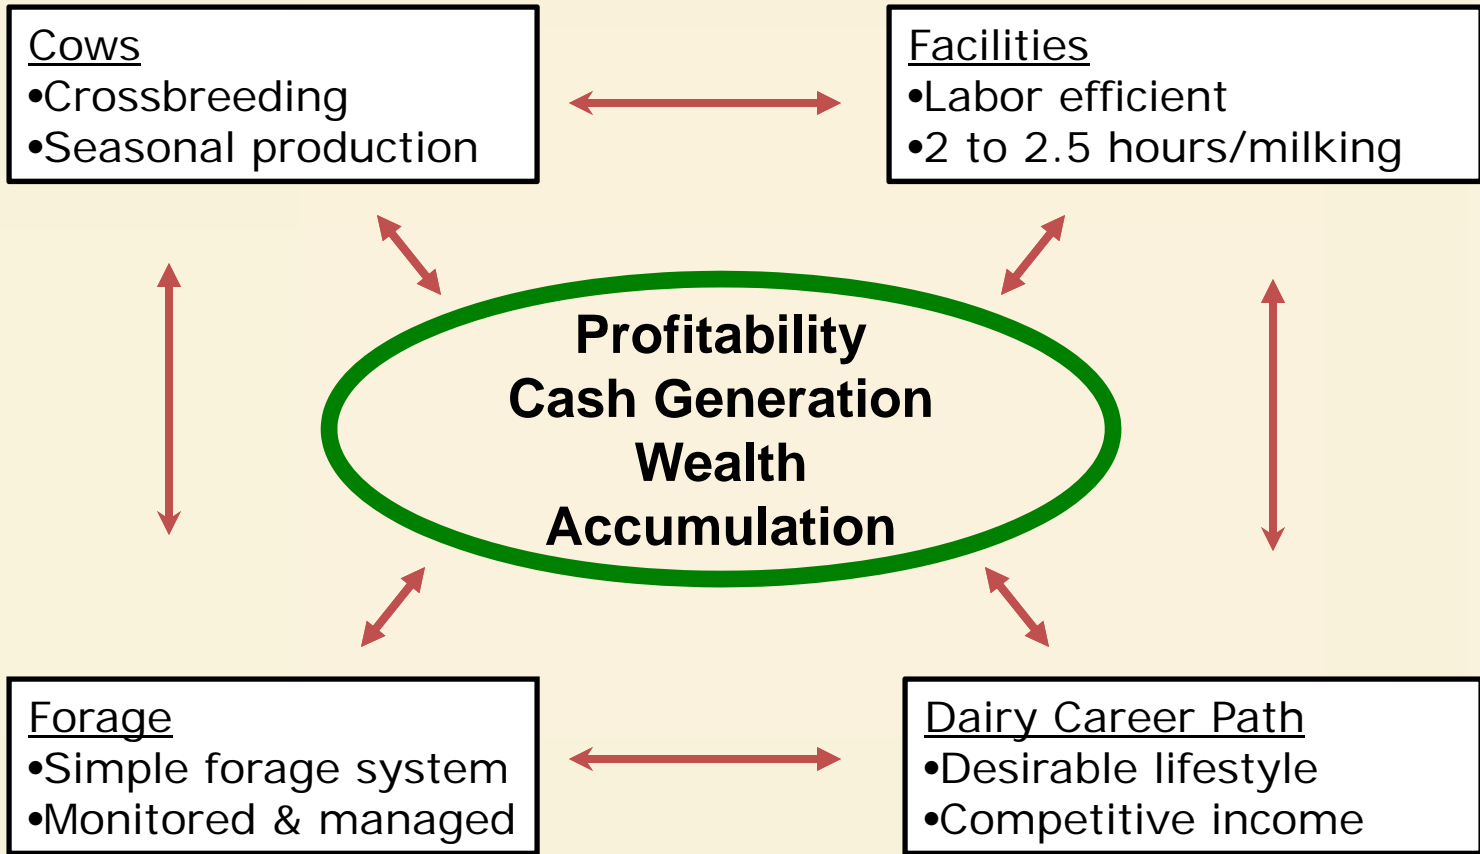 Cows
•Crossbreeding
•Seasonal production
Facilities
•Labor efficient
•2 to 2.5 hours/milking
Profitability
Cash Generation
Wealth
Accumulation
Forage
•Simple forage system
•Monitored & managed
Dairy Career Path
•Desirable lifestyle
•Competitive income